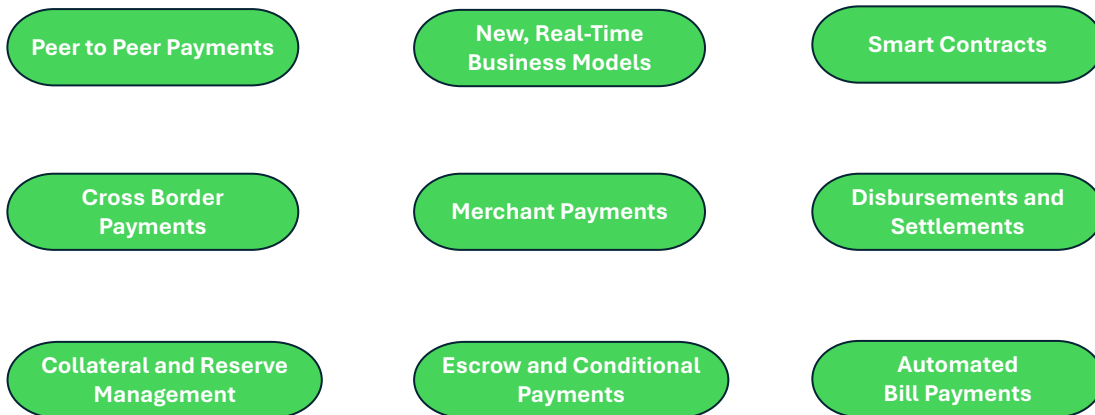 Peer to Peer Payments
New, Real-Time
Business Models
Smart Contracts
Cross Border
Payments
Merchant Payments
Disbursements and
Settlements
Collateral and Reserve
Management
Escrow and Conditional
Payments
Automated
Bill Payments